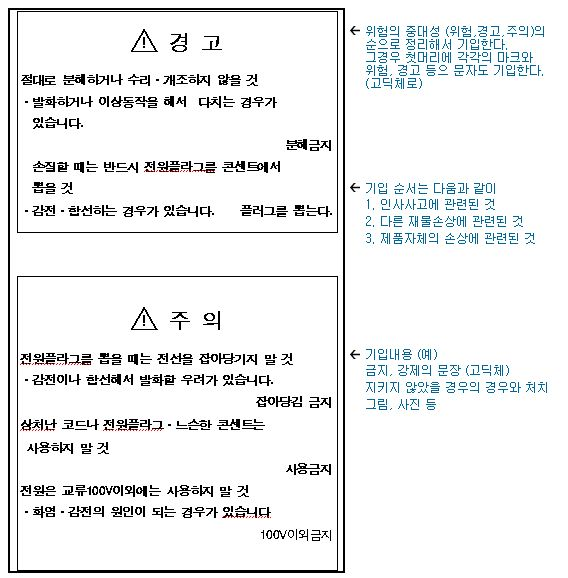 ⚠ 경 고
절대로 분해하거나 수리·개조하지 않을 것
·발화하거나 이상동작을 해서 다치는 경우가
있습니다.
분해금지
손질할 때는 반드시 전원플라그를 콘센트에서
뽑을 것
·감전·합선하는 경우가 있습니다. 플러그를 뽑는다.
⚠ 주 의
전원플라그를 뽑을 때는 전선을 잡아당기지 말 것
·감전이나 합선해서 발화할 우려가 있습니다.
잡아당김 금지
상처난 코드나 전원플라그·느슨한 콘센트는
사용하지 말 것
사용금지
전원은 교류100V이외에는 사용하지 말 것
·화염·감전의 원인이 되는 경우가 있습니다
100V이외금지
← 위험의 중대성 (위험,경고,주의)의
순으로 정리해서 기입한다.
그경우 첫머리에 각각의 마크와
위험, 경고 등으 문자도 기입한다.
(고딕체로)
← 기입 순서는 다음과 같이
1. 인사사고에 관련된 것
2. 다른 재물손상에 관련된 것
3. 제품자체의 손상에 관련된 것
← 기입내용 (예)
금지, 강제의 문장 (고딕체)
지키지 않았을 경우의 경우와 처치
그림, 사진 등